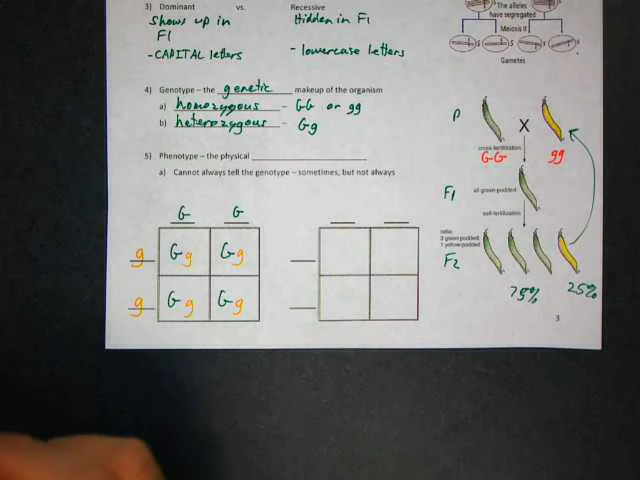 3) Dominant vs. Recessive
Shows up in F1
Hidden in F1
-CAPITAL letters
- lowercase letters
4) Genotype – the genetic makeup of the organism
a) homozygous – GG or gg
b) heterozygous – Gg
5) Phenotype – the physical
a) Cannot always tell the genotype – sometimes, but not always
G G
g Gg Gg
g Gg Gg
The alleles
have segregated
Meiosis II
Gametes
P
X
cross-fertilization
GG gg
F1
all green-podded
self-fertilization
ratio:
3 green-podded:
1 yellow-podded
F2
75% 25%
3